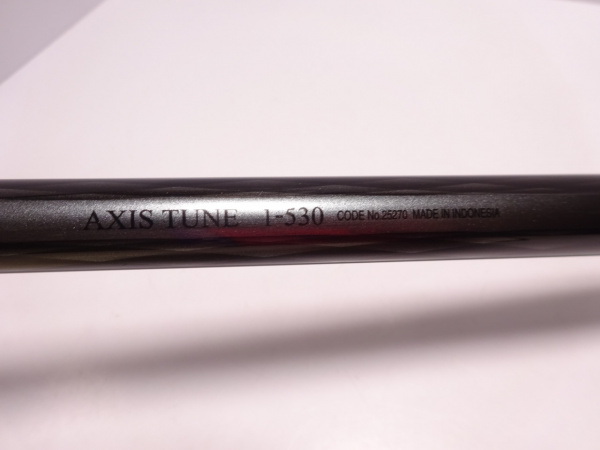 AXIS TUNE 1-530 CODE No.25270 MADE IN INDONESIA